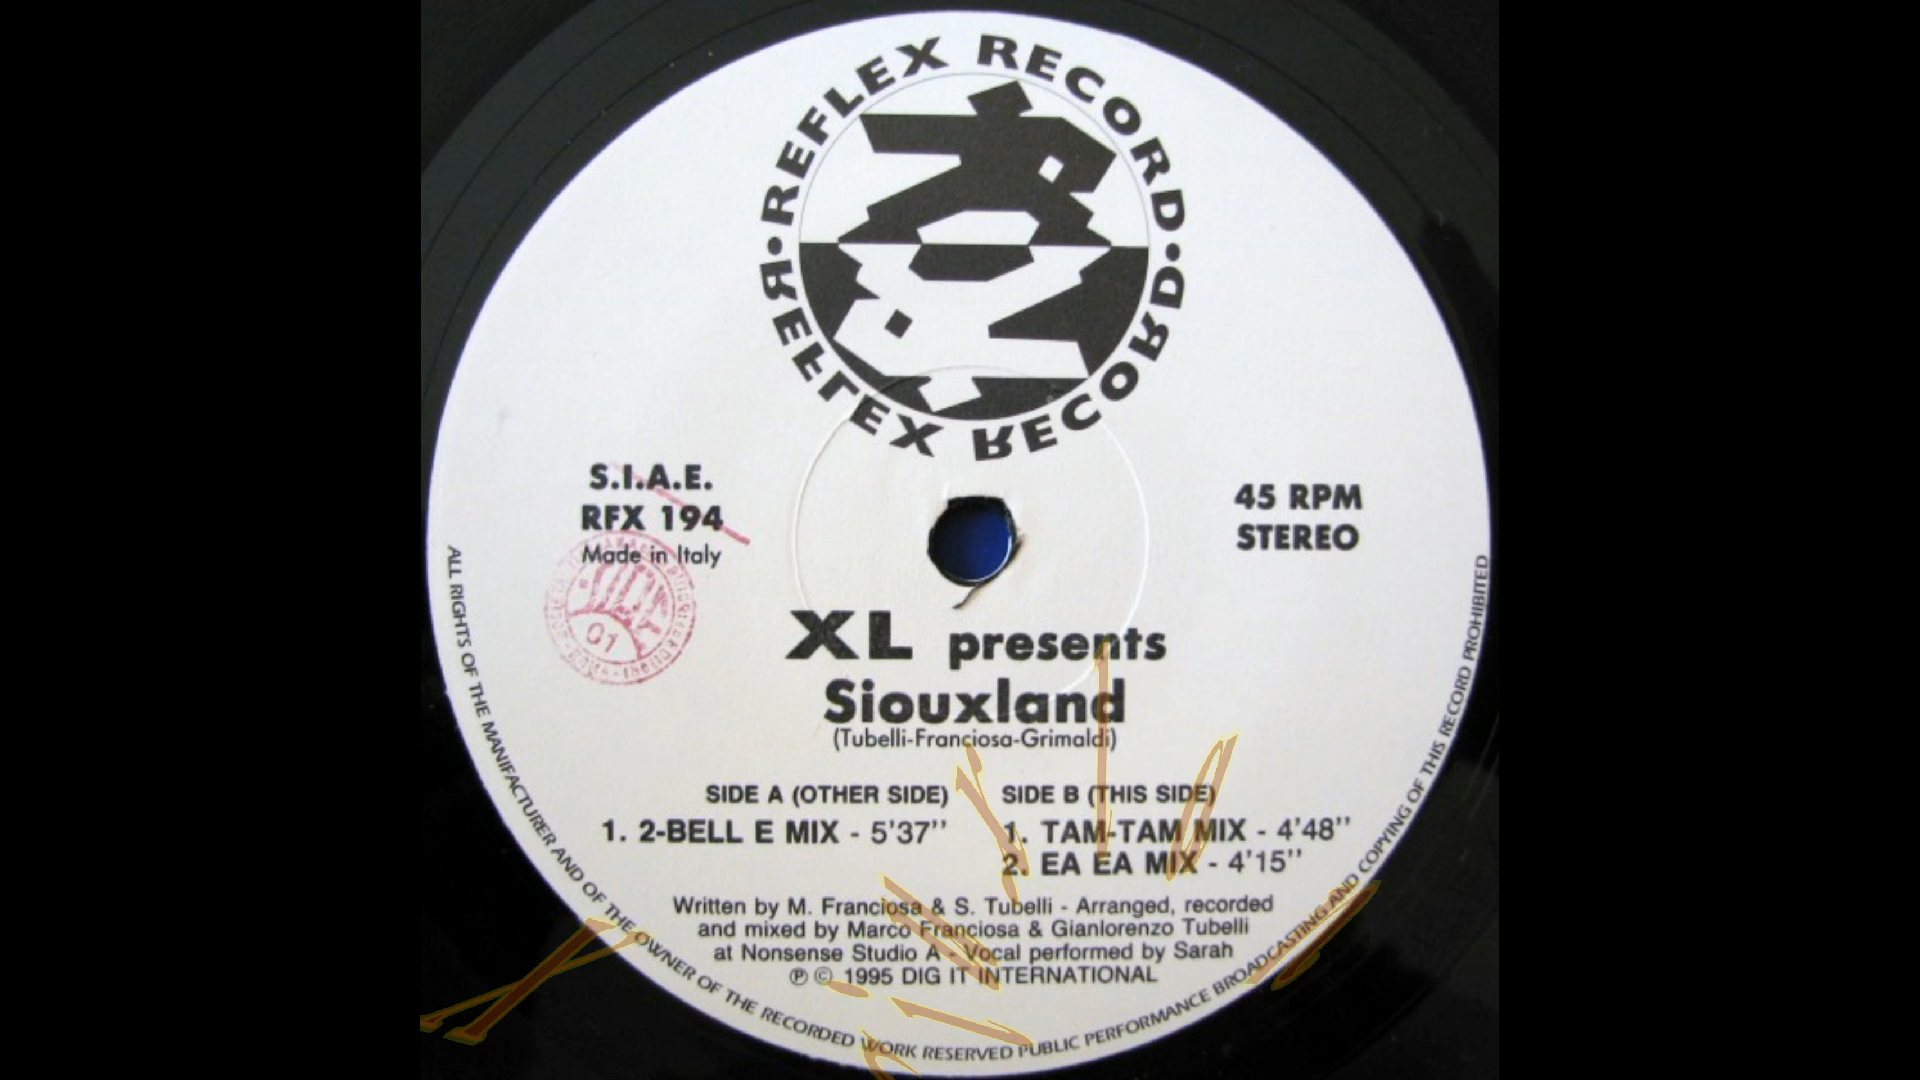 REFLEX RECORD • REFLEX RECORD •
S.I.A.E.
RFX 194
Made in Italy
45 RPM
STEREO
01
XL presents
Siouxland
(Tubelli-Franciosa-Grimaldi)
SIDE A (OTHER SIDE)
1. 2-BELL E MIX - 5'37''
SIDE B (THIS SIDE)
1. TAM-TAM MIX - 4'48''
2. EA EA MIX - 4'15''
Written by M. Franciosa & S. Tubelli - Arranged, recorded
and mixed by Marco Franciosa & Gianlorenzo Tubelli
at Nonsense Studio A - Vocal performed by Sarah
℗ © 1995 DIG IT INTERNATIONAL
ALL RIGHTS OF THE MANIFACTURER AND OF THE OWNER OF THE RECORDED WORK RESERVED PUBLIC PERFORMANCE BROADCASTING AND COPYING OF THIS RECORD PROHIBITED